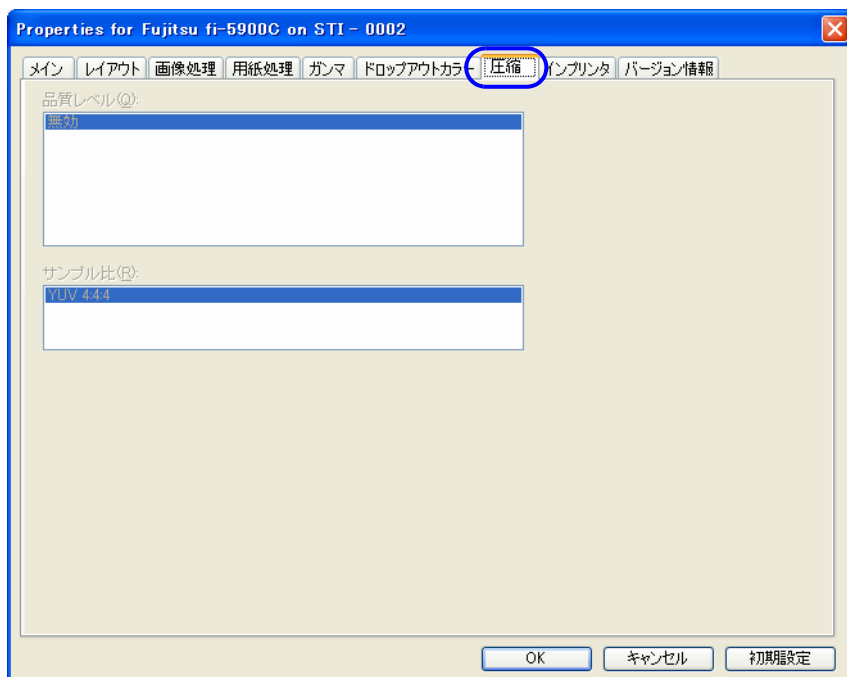 Properties for Fujitsu fi-5900C on STI - 0002
メイン レイアウト 画像処理 用紙処理 ガンマ ドロップアウトカラー 圧縮 インプリンタ バージョン情報
品質レベル(Q):
無効
サンプル比(R):
YUV 4:4:4
OK キャンセル 初期設定